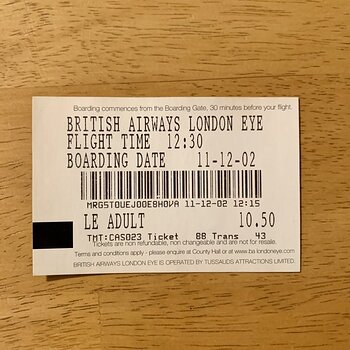 Boarding commences from the Boarding Gate, 30 minutes before your flight.
BRITISH AIRWAYS LONDON EYE
FLIGHT TIME 12:30
BOARDING DATE 11-12-02
MRG5TOUEJOOE8HOVA 11-12-02 12:15
LE ADULT 10.50
TMT:CAS023 Ticket 88 Trans 43
Tickets are non refundable, non changeable and are not for resale.
Terms and conditions apply - please enquire at County Hall or at www.ba-londoneye.com
BRITISH AIRWAYS LONDON EYE IS OPERATED BY TUSSAUDS ATTRACTIONS LIMITED.